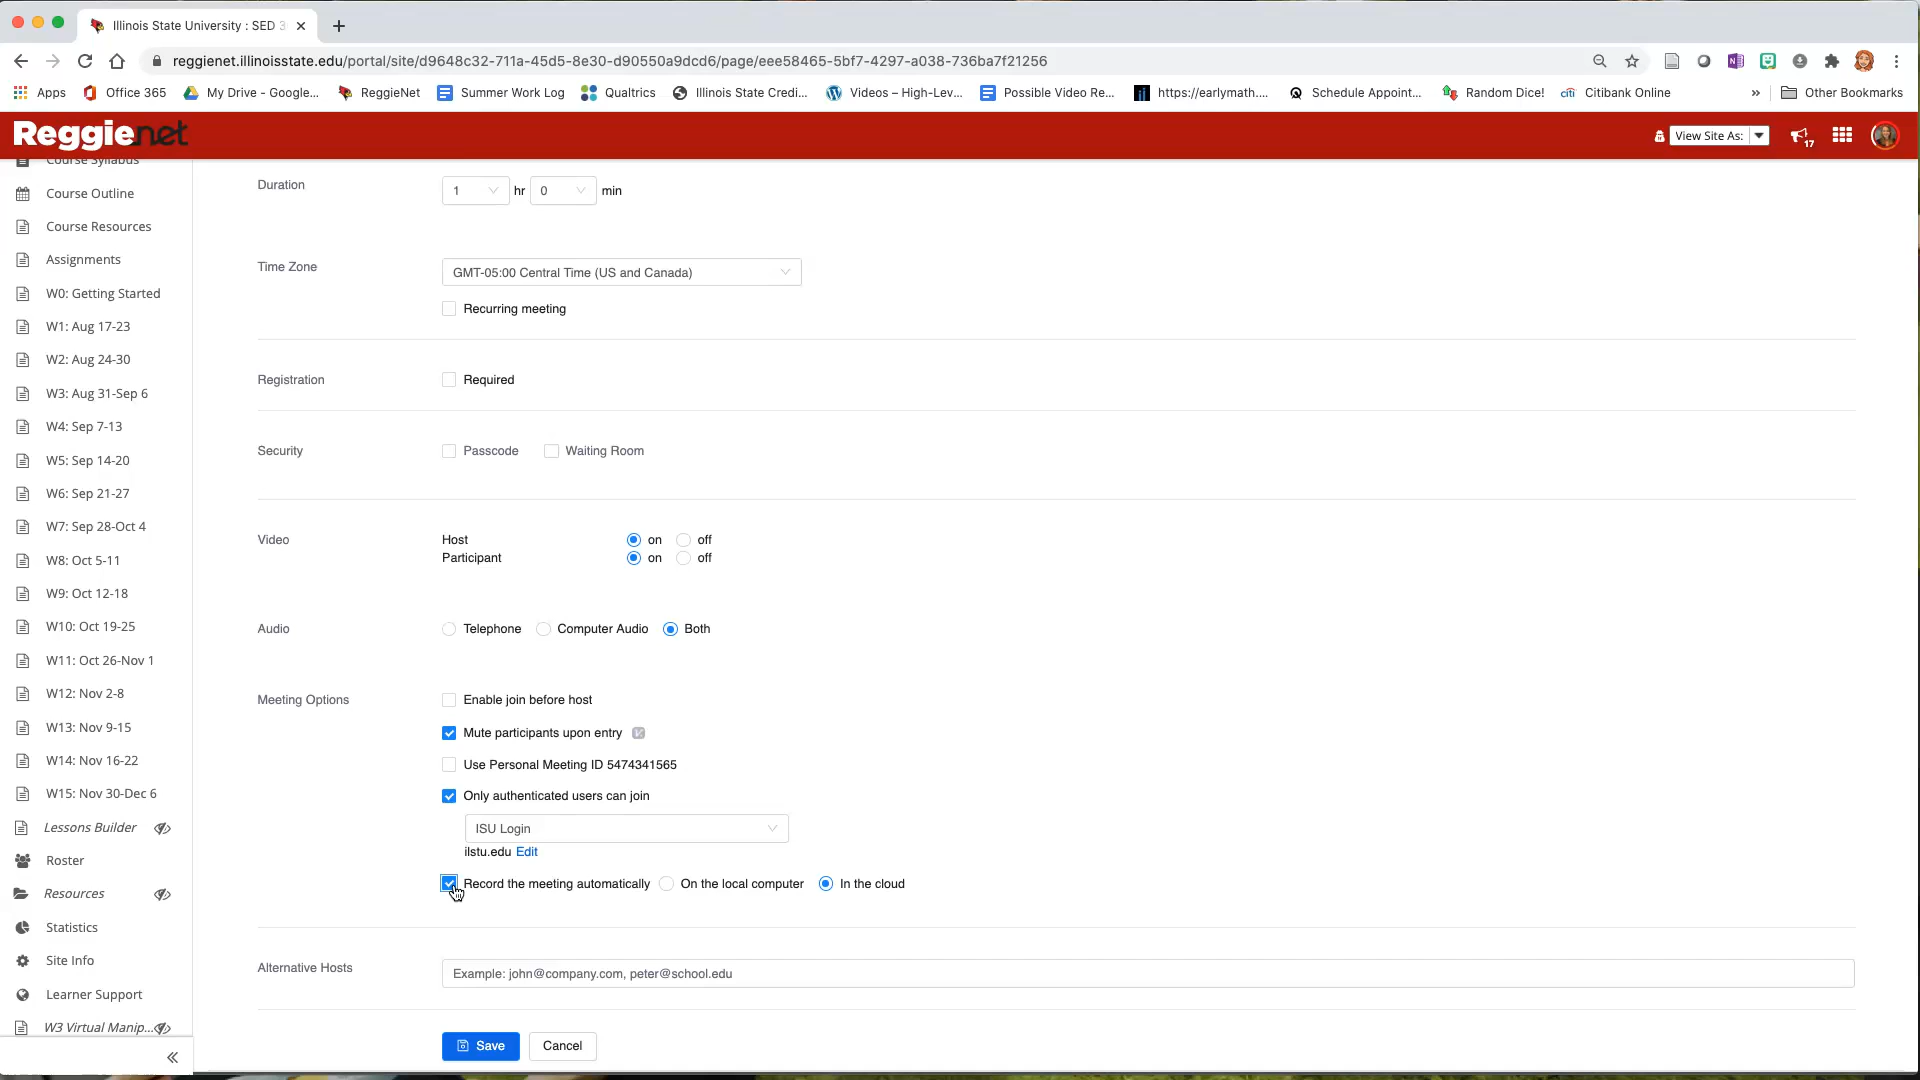 Illinois State University : SED 3
reggienet.illinoisstate.edu/portal/site/d9648c32-711a-45d5-8e30-d90550a9dcd6/page/eee58465-5bf7-4297-a038-736ba7f21256
Apps Office 365 My Drive - Google... ReggieNet Summer Work Log Qualtrics Illinois State Credi... Videos – High-Lev... Possible Video Re... https://earlymath.... Schedule Appoint... Random Dice! citi Citibank Online » Other Bookmarks
Reggienet View Site As: 17
Course Syllabus
Course Outline
Course Resources
Assignments
W0: Getting Started
W1: Aug 17-23
W2: Aug 24-30
W3: Aug 31-Sep 6
W4: Sep 7-13
W5: Sep 14-20
W6: Sep 21-27
W7: Sep 28-Oct 4
W8: Oct 5-11
W9: Oct 12-18
W10: Oct 19-25
W11: Oct 26-Nov 1
W12: Nov 2-8
W13: Nov 9-15
W14: Nov 16-22
W15: Nov 30-Dec 6
Lessons Builder
Roster
Resources
Statistics
Site Info
Learner Support
W3 Virtual Manip...
Duration 1 hr 0 min
Time Zone GMT-05:00 Central Time (US and Canada)
Recurring meeting
Registration Required
Security Passcode Waiting Room
Video Host on off
Participant on off
Audio Telephone Computer Audio Both
Meeting Options Enable join before host
Mute participants upon entry
Use Personal Meeting ID 5474341565
Only authenticated users can join
ISU Login
ilstu.edu Edit
Record the meeting automatically On the local computer In the cloud
Alternative Hosts Example: john@company.com, peter@school.edu
Save Cancel